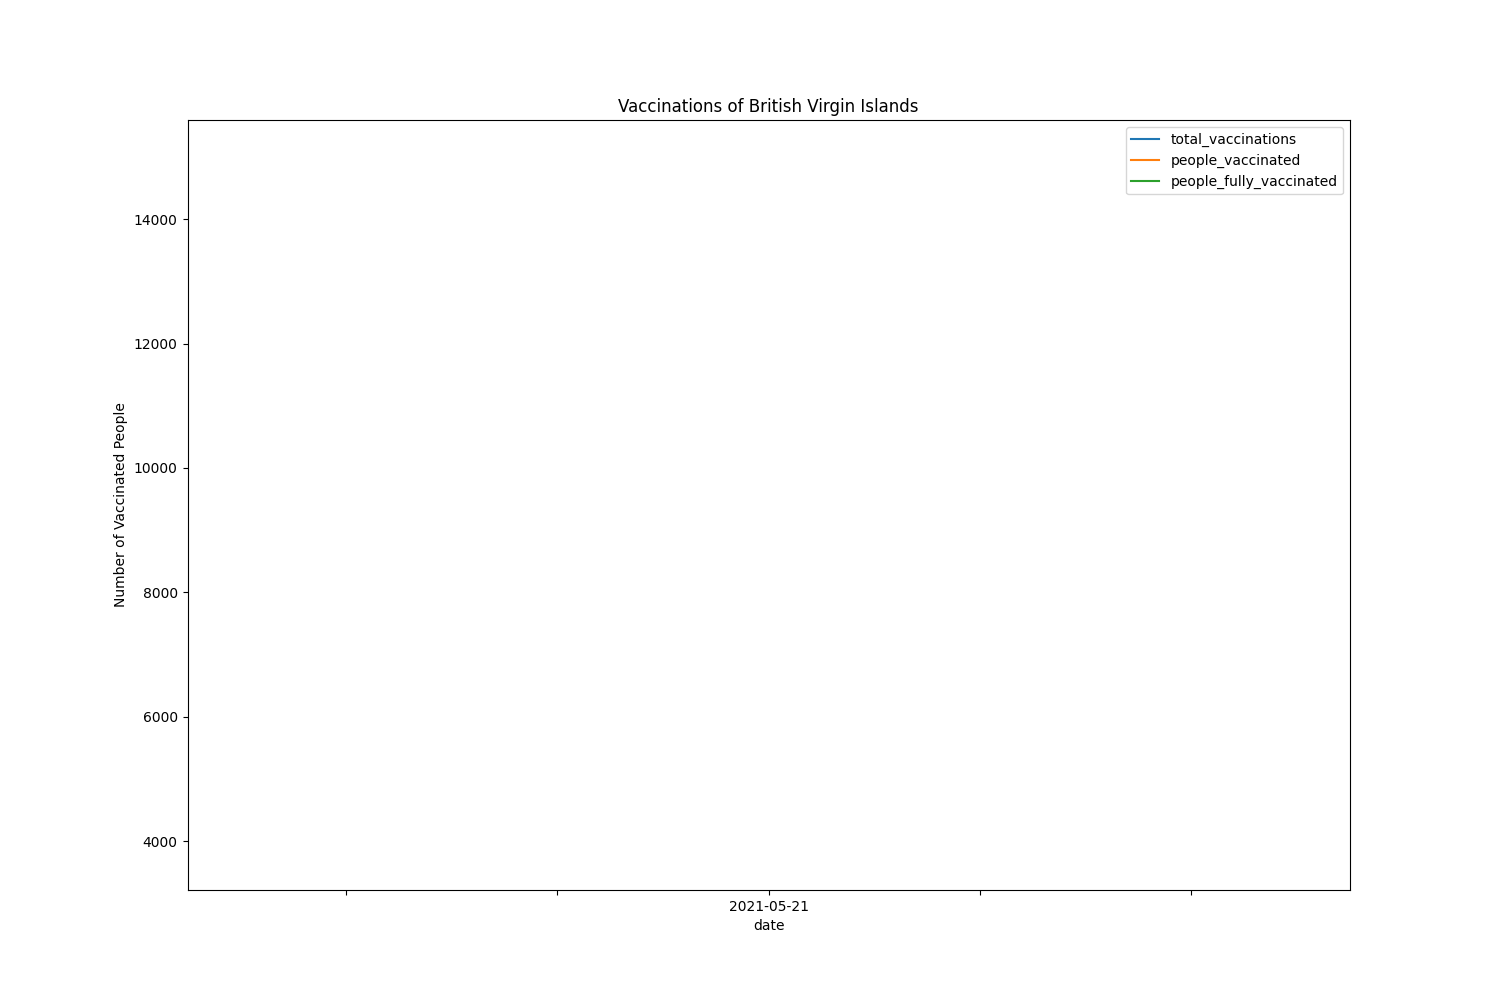 Vaccinations of British Virgin Islands
total_vaccinations
people_vaccinated
people_fully_vaccinated
14000
12000
10000
8000
6000
4000
Number of Vaccinated People
2021-05-21
date